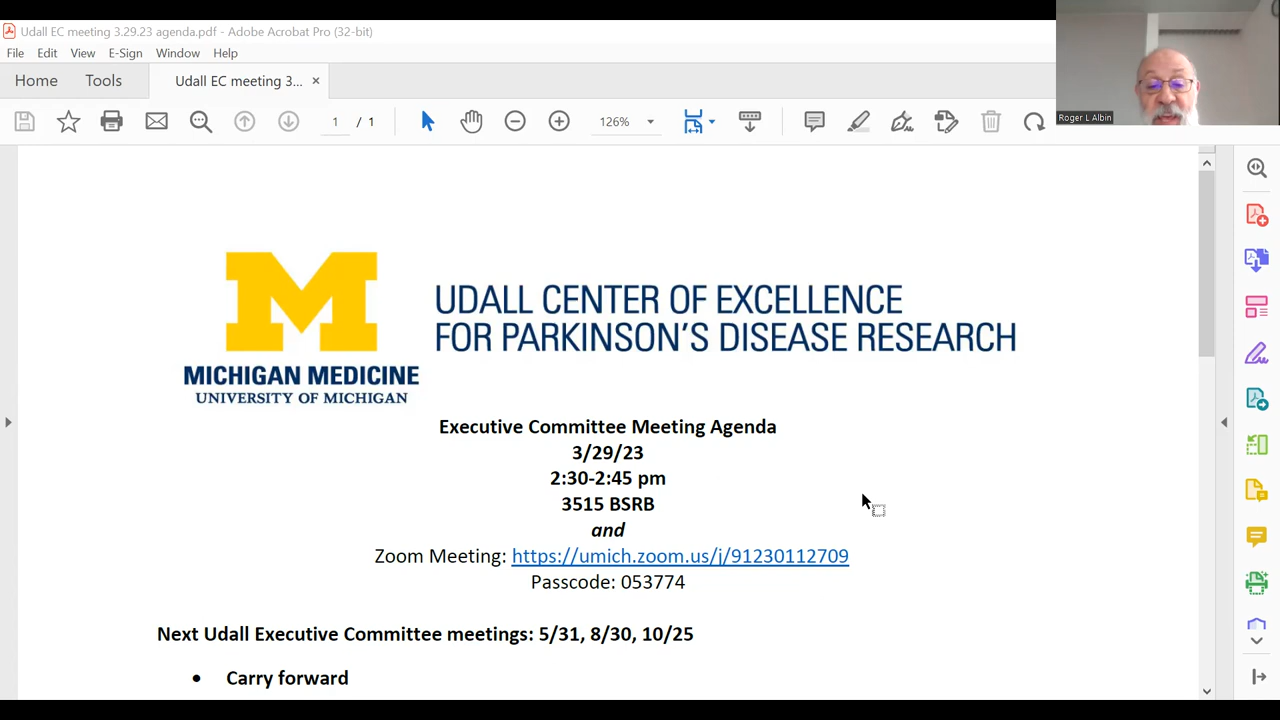 Udall EC meeting 3.29.23 agenda.pdf - Adobe Acrobat Pro (32-bit)
File Edit View E-Sign Window Help
Home Tools Udall EC meeting 3... ×
1 / 1 126%
Roger L Albin
M
MICHIGAN MEDICINE
UNIVERSITY OF MICHIGAN
UDALL CENTER OF EXCELLENCE
FOR PARKINSON'S DISEASE RESEARCH
Executive Committee Meeting Agenda
3/29/23
2:30-2:45 pm
3515 BSRB
and
Zoom Meeting: https://umich.zoom.us/j/91230112709
Passcode: 053774
Next Udall Executive Committee meetings: 5/31, 8/30, 10/25
• Carry forward